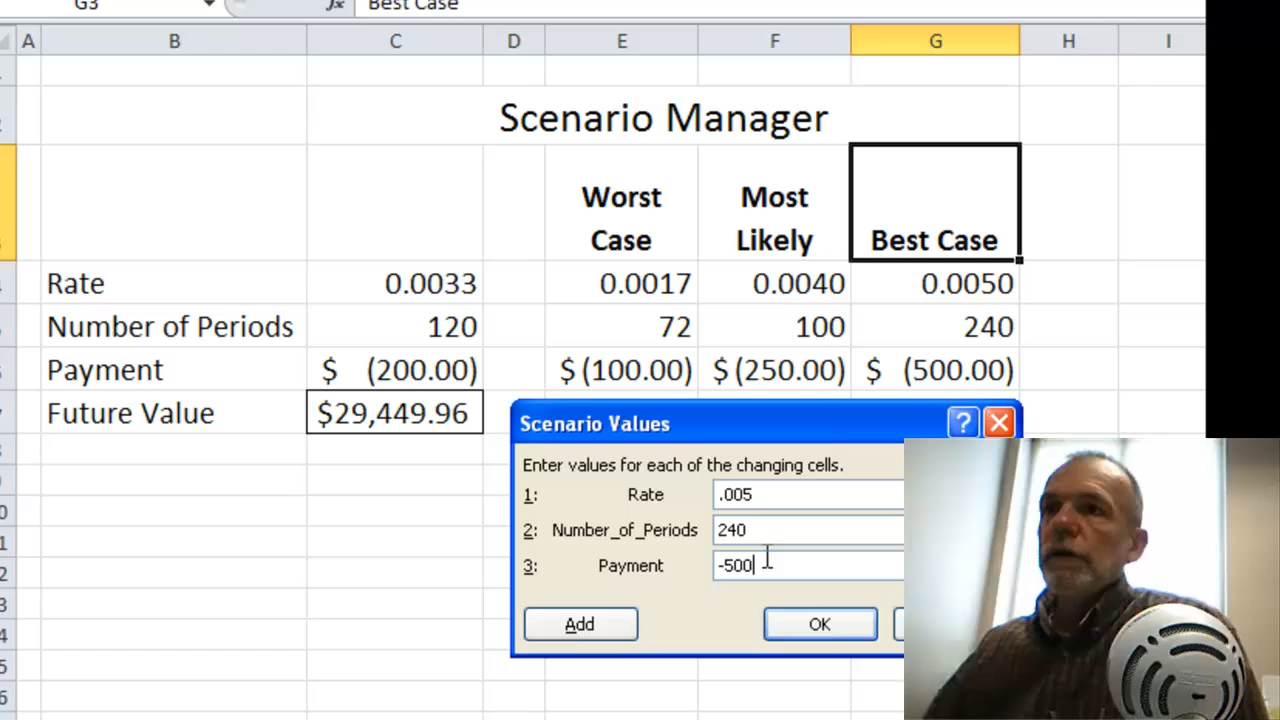 G3 fx Best Case
A B C D E F G H I
Scenario Manager
Worst Case Most Likely Best Case
Rate 0.0033 0.0017 0.0040 0.0050
Number of Periods 120 72 100 240
Payment $ (200.00) $ (100.00) $ (250.00) $ (500.00)
Future Value $29,449.96
Scenario Values ?
Enter values for each of the changing cells.
1: Rate .005
2: Number_of_Periods 240
3: Payment -500
Add OK